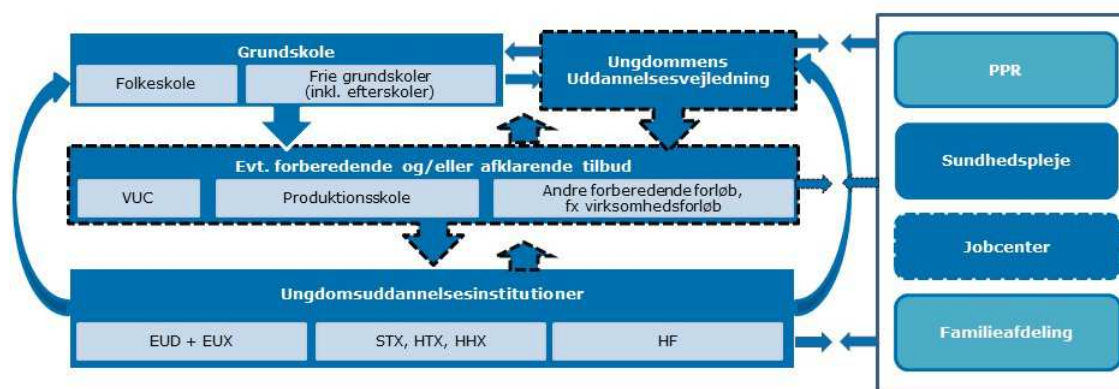 Grundskole
Folkeskole
Frie grundskoler
(inkl. efterskoler)
Ungdommens
Uddannelsesvejledning
Evt. forberedende og/eller afklarende tilbud
VUC
Produktionsskole
Andre forberedende forløb,
fx virksomhedsforløb
Ungdomsuddannelsesinstitutioner
EUD + EUX
STX, HTX, HHX
HF
PPR
Sundhedspleje
Jobcenter
Familieafdeling